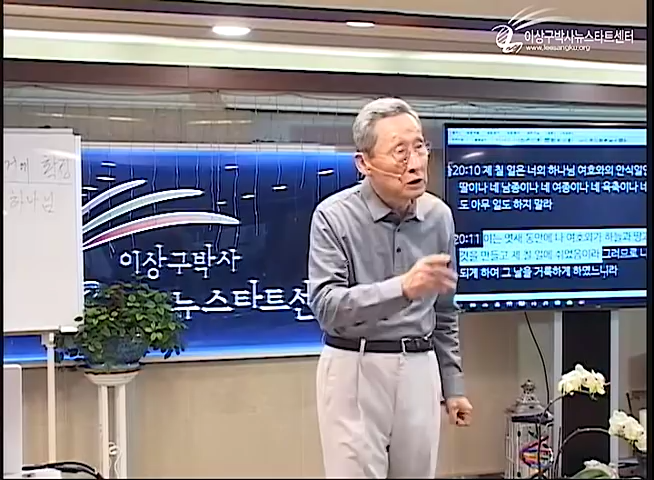 이상구박사뉴스타트센터
www.leesangku.org
하나님
이상구박사
뉴스타트센
20:10 제 칠 일은 너의 하나님 여호와의 안식일인
딸이나 네 남종이나 네 여종이나 네 육축이나 네
도 아무 일도 하지 말라
20:11 이는 엿새 동안에 나 여호와가 하늘과 땅
것을 만들고 제 칠 일에 쉬었음이라 그러므로 나
되게 하여 그 날을 거룩하게 하였느니라